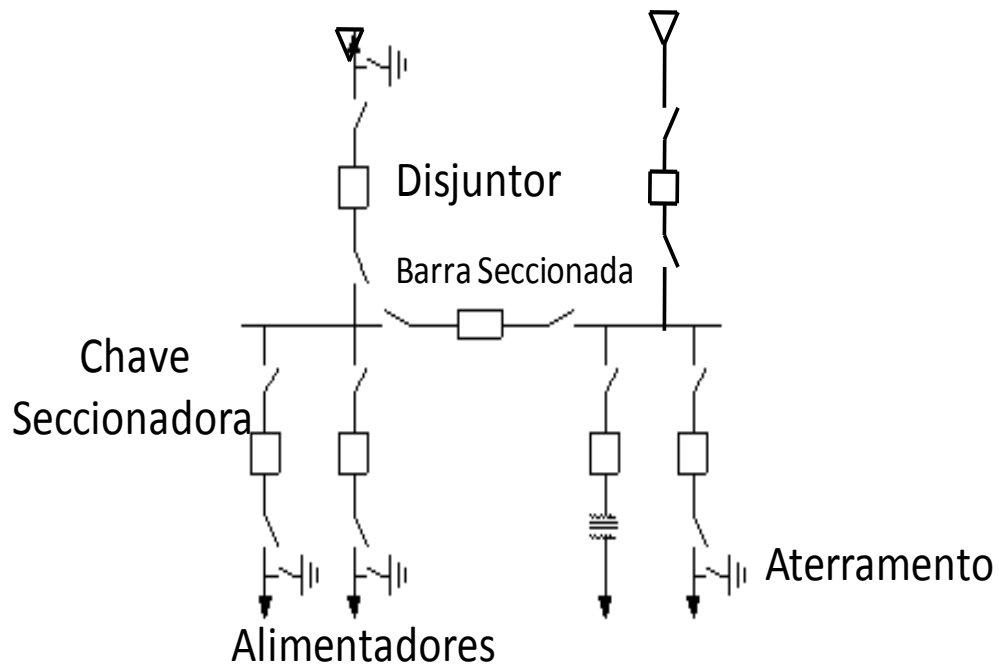 Disjuntor
Barra Seccionada
Chave
Seccionadora
Aterramento
Alimentadores